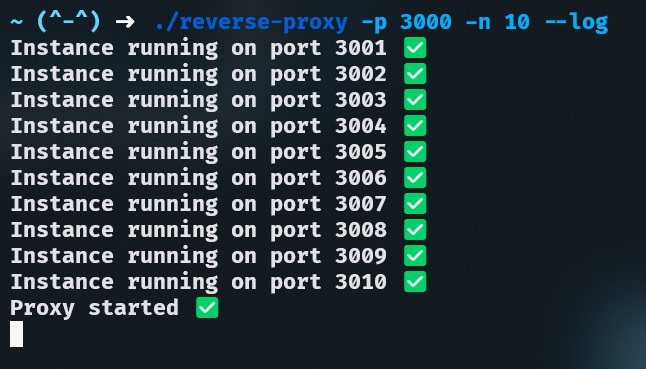 ~ (^-^) ➜ ./reverse-proxy -p 3000 -n 10 --log
Instance running on port 3001 ✅
Instance running on port 3002 ✅
Instance running on port 3003 ✅
Instance running on port 3004 ✅
Instance running on port 3005 ✅
Instance running on port 3006 ✅
Instance running on port 3007 ✅
Instance running on port 3008 ✅
Instance running on port 3009 ✅
Instance running on port 3010 ✅
Proxy started ✅